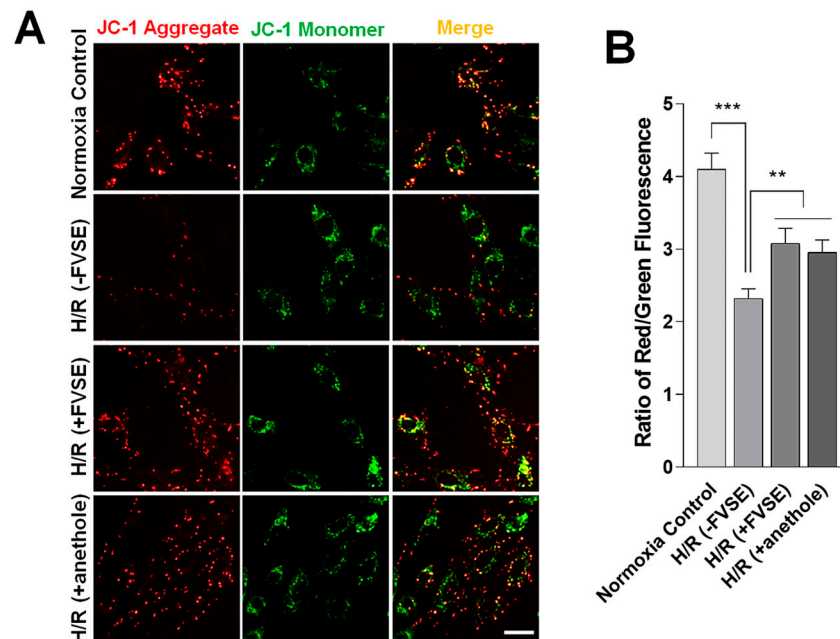 A
JC-1 Aggregate JC-1 Monomer Merge
Normoxia Control
H/R (-FVSE)
H/R (+FVSE)
H/R (+anethole)
B
Ratio of Red/Green Fluorescence
5
4
3
2
1
0
***
**
Normoxia Control
H/R (-FVSE)
H/R (+FVSE)
H/R (+anethole)